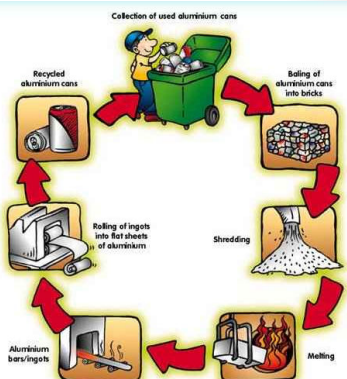 Collection of used aluminium cans
Recycled
aluminium cans
Baling of
aluminium cans
into bricks
Rolling of ingots
into flat sheets
of aluminium
Shredding
Aluminium
bars/ingots
Melting